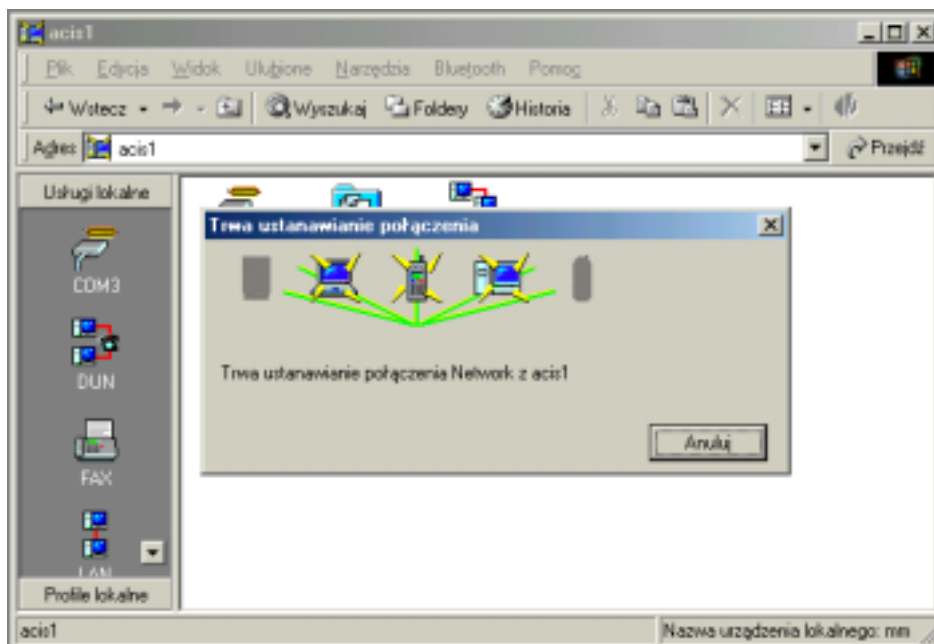 acis1
Plik Edycja Widok Ulubione Narzędzia Bluetooth Pomoc
Wstecz Wyszukaj Foldery Historia
Adres acis1 Przejdź
Usługi lokalne
COM3
DUN
FAX
LAN
Profile lokalne
Trwa ustanawianie połączenia
Trwa ustanawianie połączenia Network z acis1
Anuluj
acis1 Nazwa urządzenia lokalnego: mm